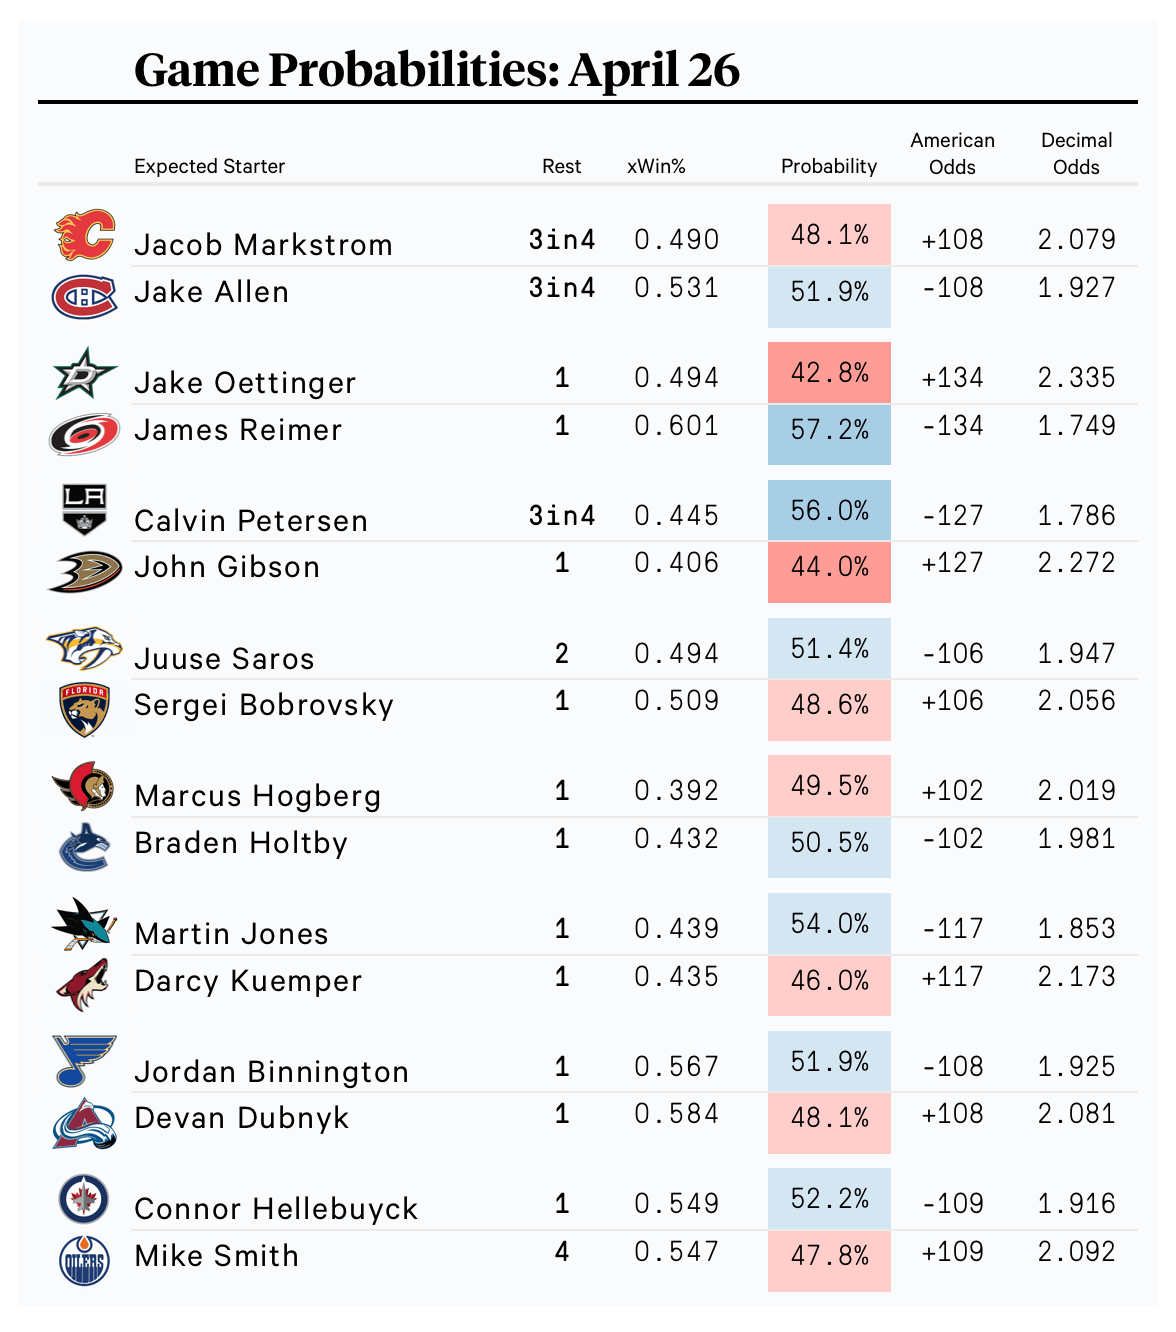 Game Probabilities: April 26
Expected Starter Rest xWin% Probability American Odds Decimal Odds
Jacob Markstrom 3in4 0.490 48.1% +108 2.079
Jake Allen 3in4 0.531 51.9% -108 1.927
Jake Oettinger 1 0.494 42.8% +134 2.335
James Reimer 1 0.601 57.2% -134 1.749
LA
Calvin Petersen 3in4 0.445 56.0% -127 1.786
John Gibson 1 0.406 44.0% +127 2.272
Juuse Saros 2 0.494 51.4% -106 1.947
FLORIDA
Sergei Bobrovsky 1 0.509 48.6% +106 2.056
Marcus Hogberg 1 0.392 49.5% +102 2.019
Braden Holtby 1 0.432 50.5% -102 1.981
Martin Jones 1 0.439 54.0% -117 1.853
Darcy Kuemper 1 0.435 46.0% +117 2.173
Jordan Binnington 1 0.567 51.9% -108 1.925
Devan Dubnyk 1 0.584 48.1% +108 2.081
Connor Hellebuyck 1 0.549 52.2% -109 1.916
OILERS
Mike Smith 4 0.547 47.8% +109 2.092